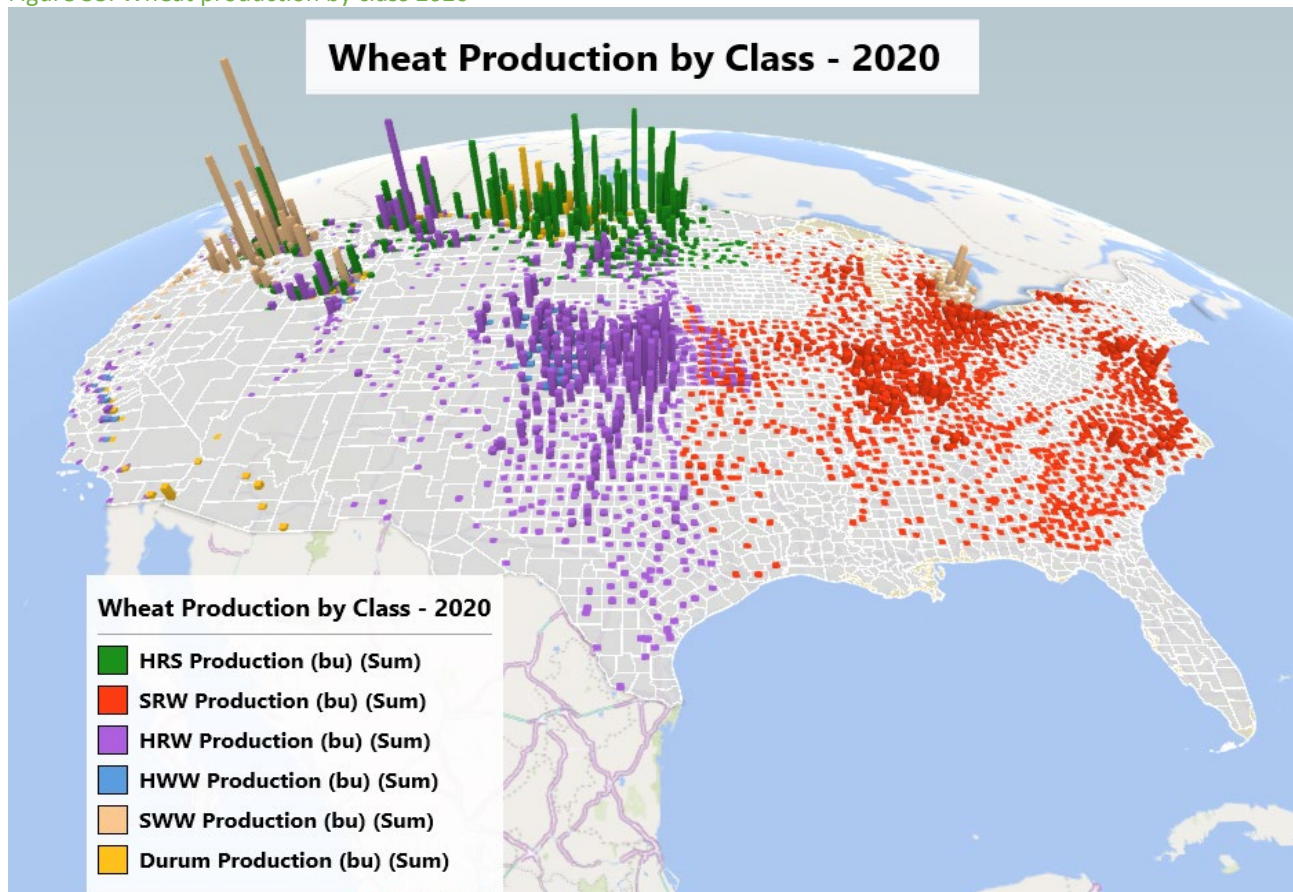 Wheat Production by Class - 2020
Wheat Production by Class - 2020
HRS Production (bu) (Sum)
SRW Production (bu) (Sum)
HRW Production (bu) (Sum)
HWW Production (bu) (Sum)
SWW Production (bu) (Sum)
Durum Production (bu) (Sum)